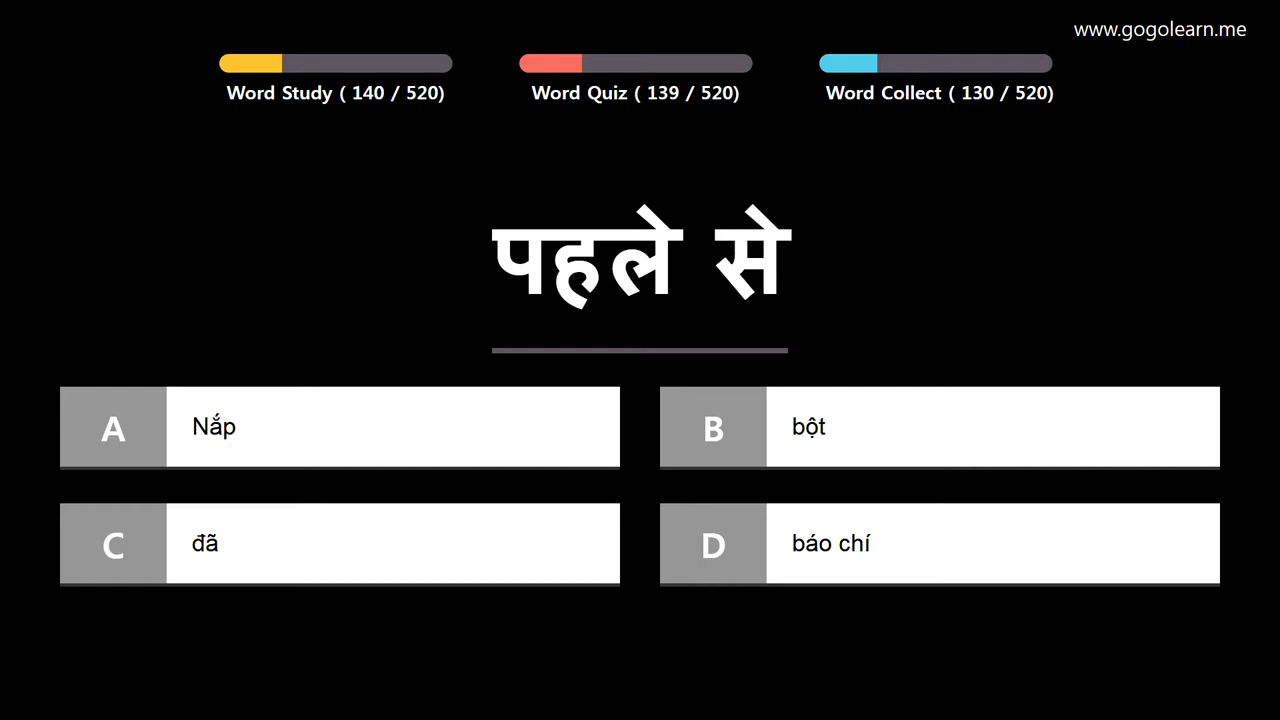 www.gogolearn.me
Word Study ( 140 / 520)
Word Quiz ( 139 / 520)
Word Collect ( 130 / 520)
पहले से
A Nắp
B bột
C đã
D báo chí